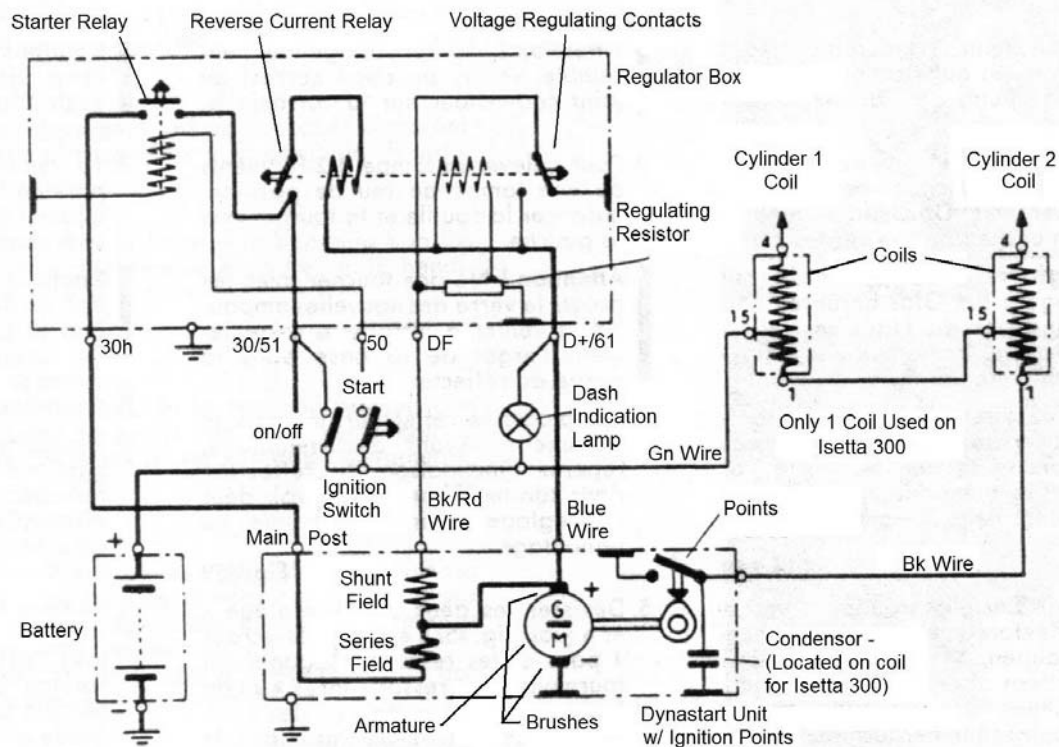 Starter Relay
Reverse Current Relay
Voltage Regulating Contacts
Regulator Box
Cylinder 1
Coil
Cylinder 2
Coil
Regulating
Resistor
4
4
Coils
15
15
1
1
30h
30/51
50
DF
D+/61
Start
on/off
Dash
Indication
Lamp
Only 1 Coil Used on
Isetta 300
Gn Wire
Ignition
Switch
Bk/Rd
Wire
Blue
Wire
Points
+
Main Post
Bk Wire
Shunt
Field
+
G
M
Battery
Series
Field
Condensor -
(Located on coil
for Isetta 300)
-
Armature
Brushes
Dynastart Unit
w/ Ignition Points